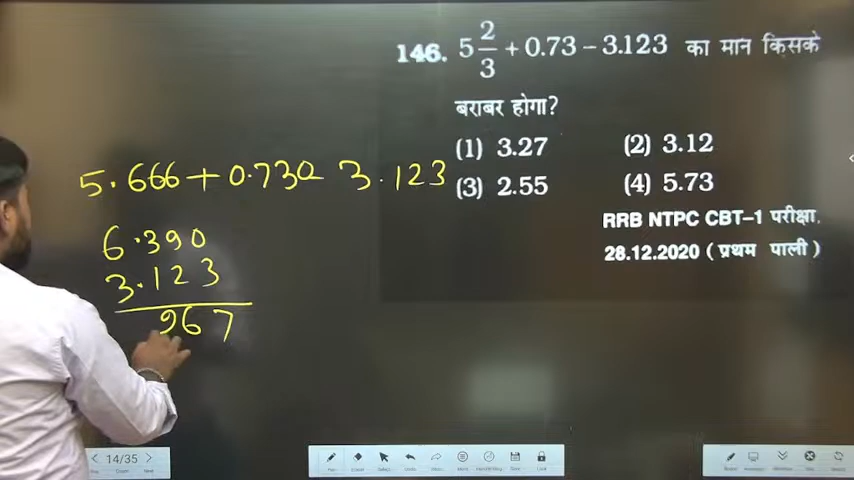 146. 5 2/3 + 0.73 - 3.123 का मान किसके
बराबर होगा?
(1) 3.27 (2) 3.12
(3) 2.55 (4) 5.73
RRB NTPC CBT-1 परीक्षा,
28.12.2020 (प्रथम पाली)
5.666 + 0.730 - 3.123
6.390
3.123
967
14/35